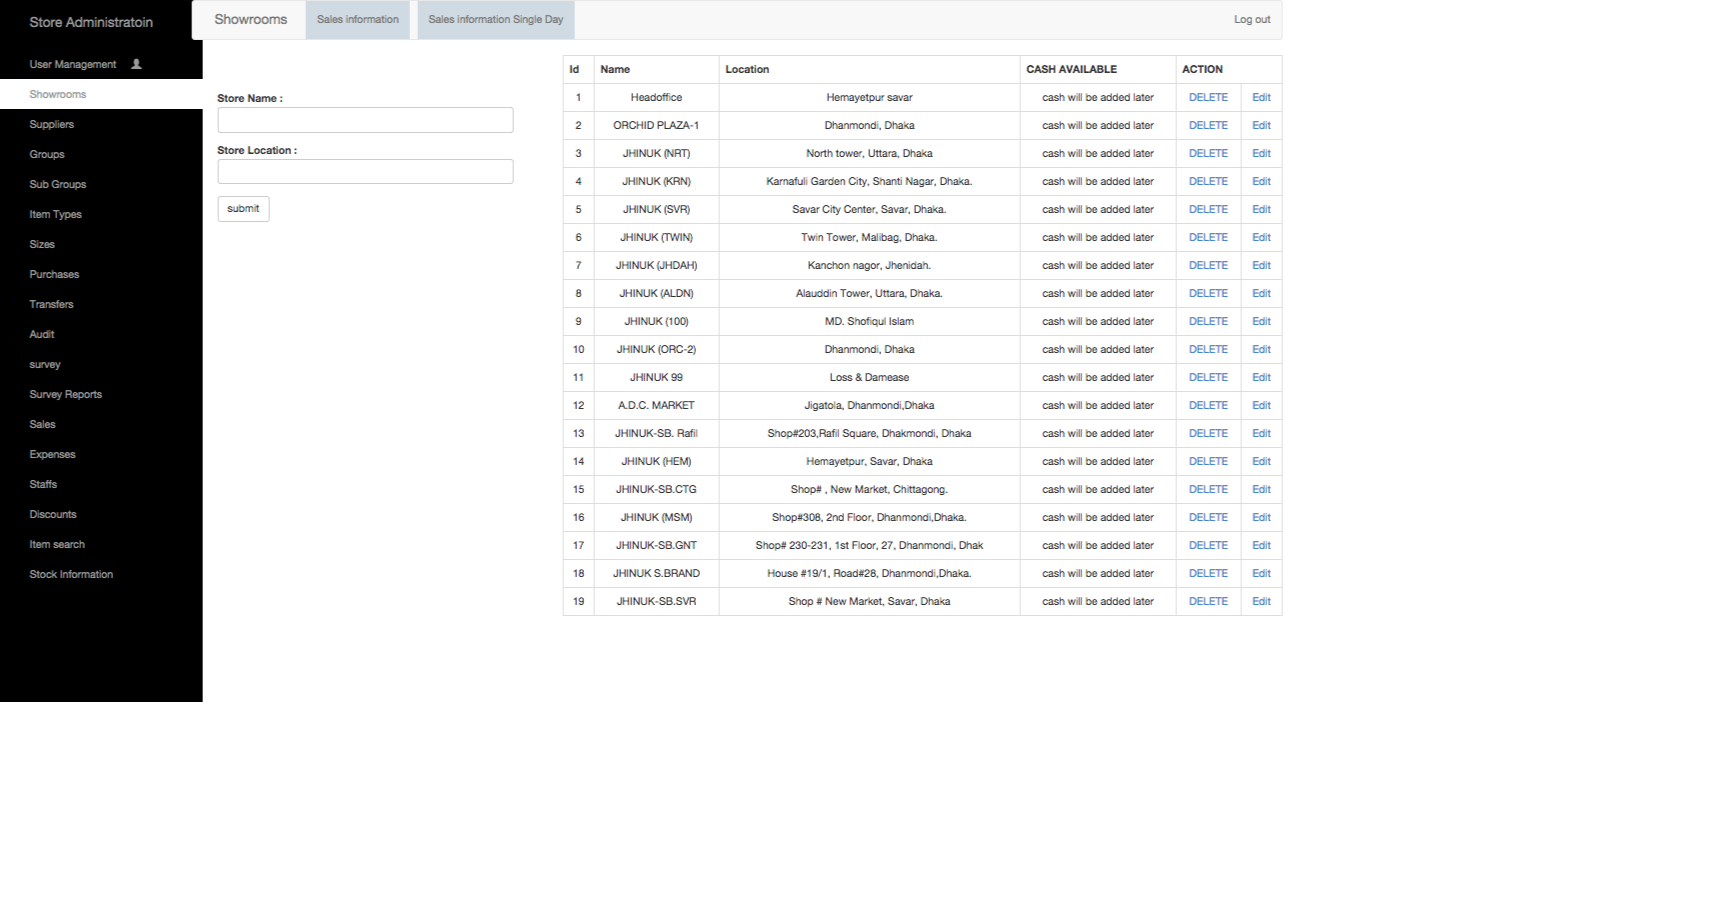 Store Administratoin
Showrooms Sales information Sales information Single Day Log out
User Management
Showrooms
Suppliers
Groups
Sub Groups
Item Types
Sizes
Purchases
Transfers
Audit
survey
Survey Reports
Sales
Expenses
Staffs
Discounts
Item search
Stock Information
Store Name :
Store Location :
submit
Id Name Location CASH AVAILABLE ACTION
1 Headoffice Hemayetpur savar cash will be added later DELETE Edit
2 ORCHID PLAZA-1 Dhanmondi, Dhaka cash will be added later DELETE Edit
3 JHINUK (NRT) North tower, Uttara, Dhaka cash will be added later DELETE Edit
4 JHINUK (KRN) Karnafuli Garden City, Shanti Nagar, Dhaka. cash will be added later DELETE Edit
5 JHINUK (SVR) Savar City Center, Savar, Dhaka. cash will be added later DELETE Edit
6 JHINUK (TWIN) Twin Tower, Malibag, Dhaka. cash will be added later DELETE Edit
7 JHINUK (JHDAH) Kanchon nagor, Jhenidah. cash will be added later DELETE Edit
8 JHINUK (ALDN) Alauddin Tower, Uttara, Dhaka. cash will be added later DELETE Edit
9 JHINUK (100) MD. Shofiqul Islam cash will be added later DELETE Edit
10 JHINUK (ORC-2) Dhanmondi, Dhaka cash will be added later DELETE Edit
11 JHINUK 99 Loss & Damease cash will be added later DELETE Edit
12 A.D.C. MARKET Jigatola, Dhanmondi,Dhaka cash will be added later DELETE Edit
13 JHINUK-SB. Rafil Shop#203,Rafil Square, Dhakmondi, Dhaka cash will be added later DELETE Edit
14 JHINUK (HEM) Hemayetpur, Savar, Dhaka cash will be added later DELETE Edit
15 JHINUK-SB.CTG Shop# , New Market, Chittagong. cash will be added later DELETE Edit
16 JHINUK (MSM) Shop#308, 2nd Floor, Dhanmondi,Dhaka. cash will be added later DELETE Edit
17 JHINUK-SB.GNT Shop# 230-231, 1st Floor, 27, Dhanmondi, Dhak cash will be added later DELETE Edit
18 JHINUK S.BRAND House #19/1, Road#28, Dhanmondi,Dhaka. cash will be added later DELETE Edit
19 JHINUK-SB.SVR Shop # New Market, Savar, Dhaka cash will be added later DELETE Edit